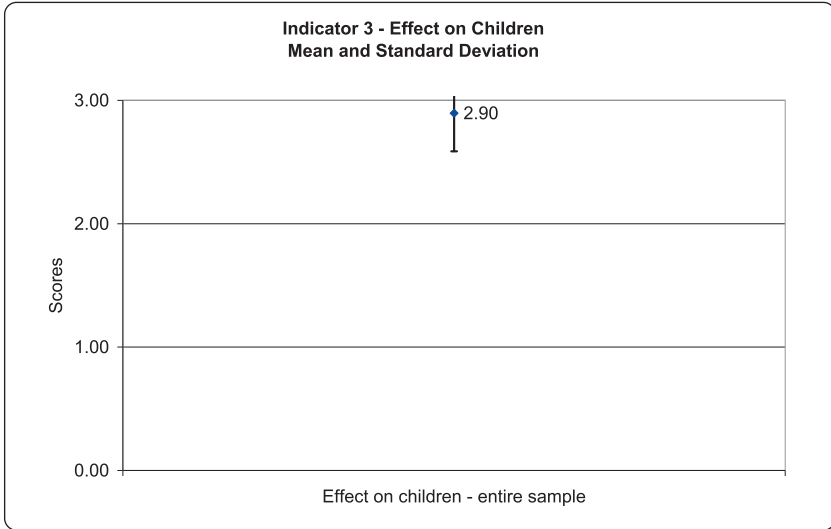 Indicator 3 - Effect on Children
Mean and Standard Deviation
3.00
2.90
2.00
Scores
1.00
0.00
Effect on children - entire sample